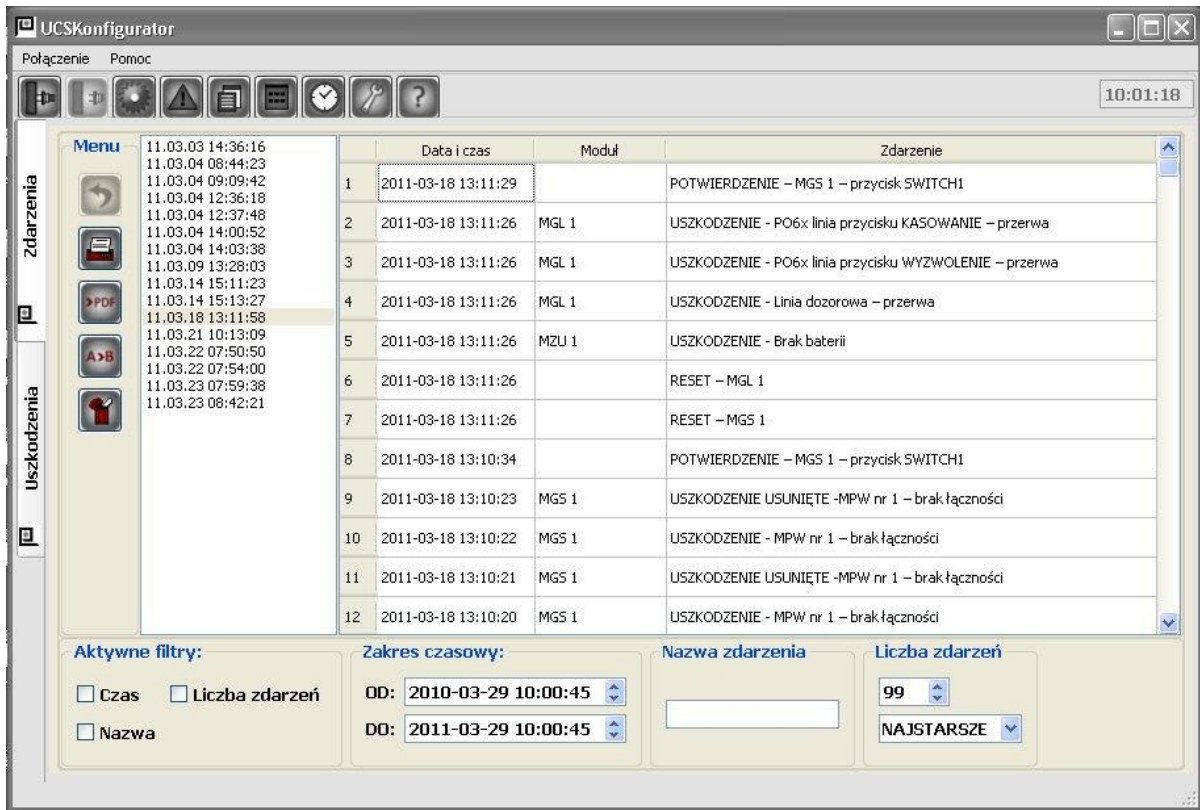 UCSKonfigurator
Połączenie Pomoc
10:01:18
Zdarzenia
Uszkodzenia
Menu
>PDF
A>B
11.03.03 14:36:16
11.03.04 08:44:23
11.03.04 09:09:42
11.03.04 12:36:18
11.03.04 12:37:48
11.03.04 14:00:52
11.03.04 14:03:38
11.03.09 13:28:03
11.03.14 15:11:23
11.03.14 15:13:27
11.03.18 13:11:58
11.03.21 10:13:09
11.03.22 07:50:50
11.03.22 07:54:00
11.03.23 07:59:38
11.03.23 08:42:21
Data i czas Moduł Zdarzenie
1 2011-03-18 13:11:29 POTWIERDZENIE – MGS 1 – przycisk SWITCH1
2 2011-03-18 13:11:26 MGL 1 USZKODZENIE - PO6x linia przycisku KASOWANIE – przerwa
3 2011-03-18 13:11:26 MGL 1 USZKODZENIE - PO6x linia przycisku WYZWOLENIE – przerwa
4 2011-03-18 13:11:26 MGL 1 USZKODZENIE - Linia dozorowa – przerwa
5 2011-03-18 13:11:26 MZU 1 USZKODZENIE - Brak baterii
6 2011-03-18 13:11:26 RESET – MGL 1
7 2011-03-18 13:11:26 RESET – MGS 1
8 2011-03-18 13:10:34 POTWIERDZENIE – MGS 1 – przycisk SWITCH1
9 2011-03-18 13:10:23 MGS 1 USZKODZENIE USUNIĘTE -MPW nr 1 – brak łączności
10 2011-03-18 13:10:22 MGS 1 USZKODZENIE - MPW nr 1 – brak łączności
11 2011-03-18 13:10:21 MGS 1 USZKODZENIE USUNIĘTE -MPW nr 1 – brak łączności
12 2011-03-18 13:10:20 MGS 1 USZKODZENIE - MPW nr 1 – brak łączności
Aktywne filtry:
Czas Liczba zdarzeń
Nazwa
Zakres czasowy:
OD: 2010-03-29 10:00:45
DO: 2011-03-29 10:00:45
Nazwa zdarzenia
Liczba zdarzeń
99
NAJSTARSZE